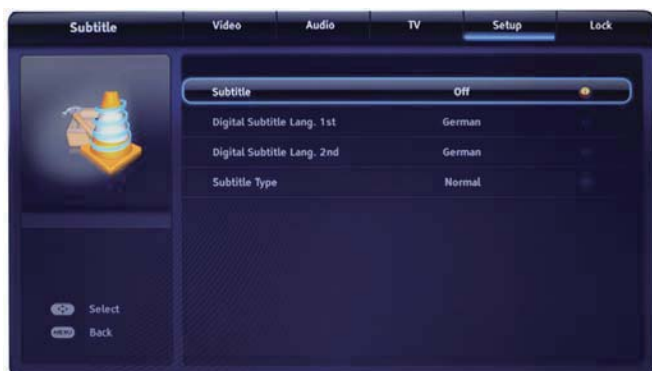 Subtitle Video Audio TV Setup Lock
Subtitle Off
Digital Subtitle Lang. 1st German
Digital Subtitle Lang. 2nd German
Subtitle Type Normal
Select
MENU Back